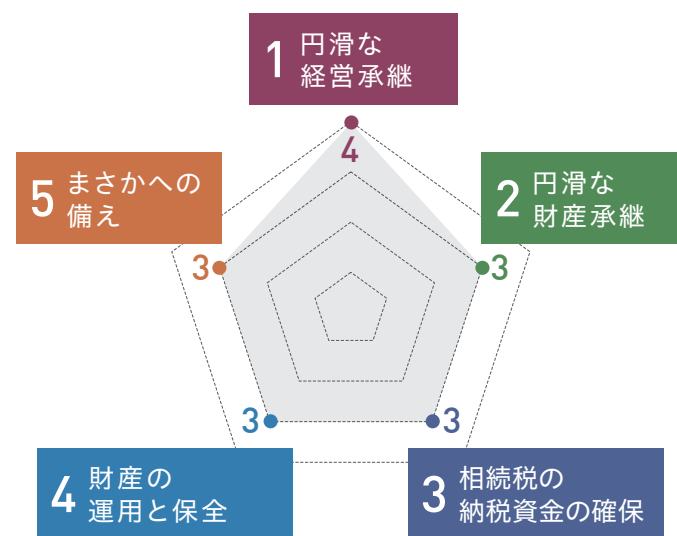 1 円滑な
経営承継
4
5 まさかへの
備え
2 円滑な
財産承継
3
3
3
3
4 財産の
運用と保全
3 相続税の
納税資金の確保